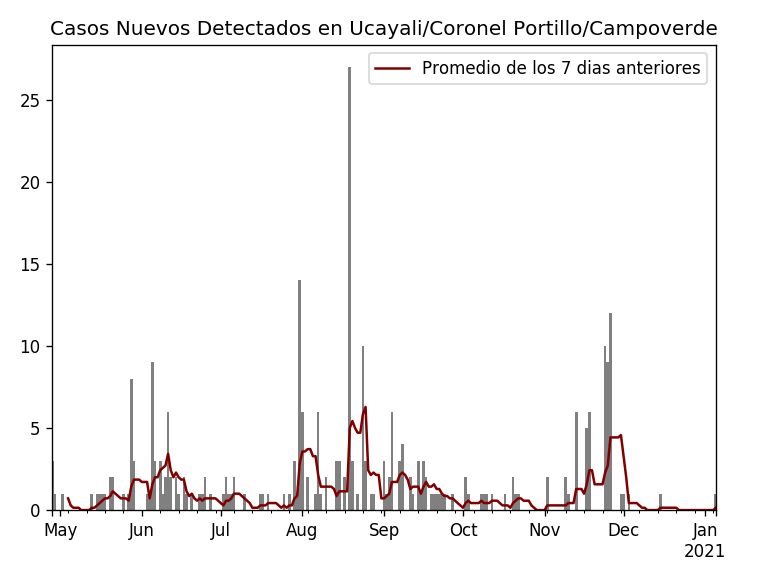 Casos Nuevos Detectados en Ucayali/Coronel Portillo/Campoverde
Promedio de los 7 dias anteriores
25
20
15
10
5
0
May Jun Jul Aug Sep Oct Nov Dec Jan
2021